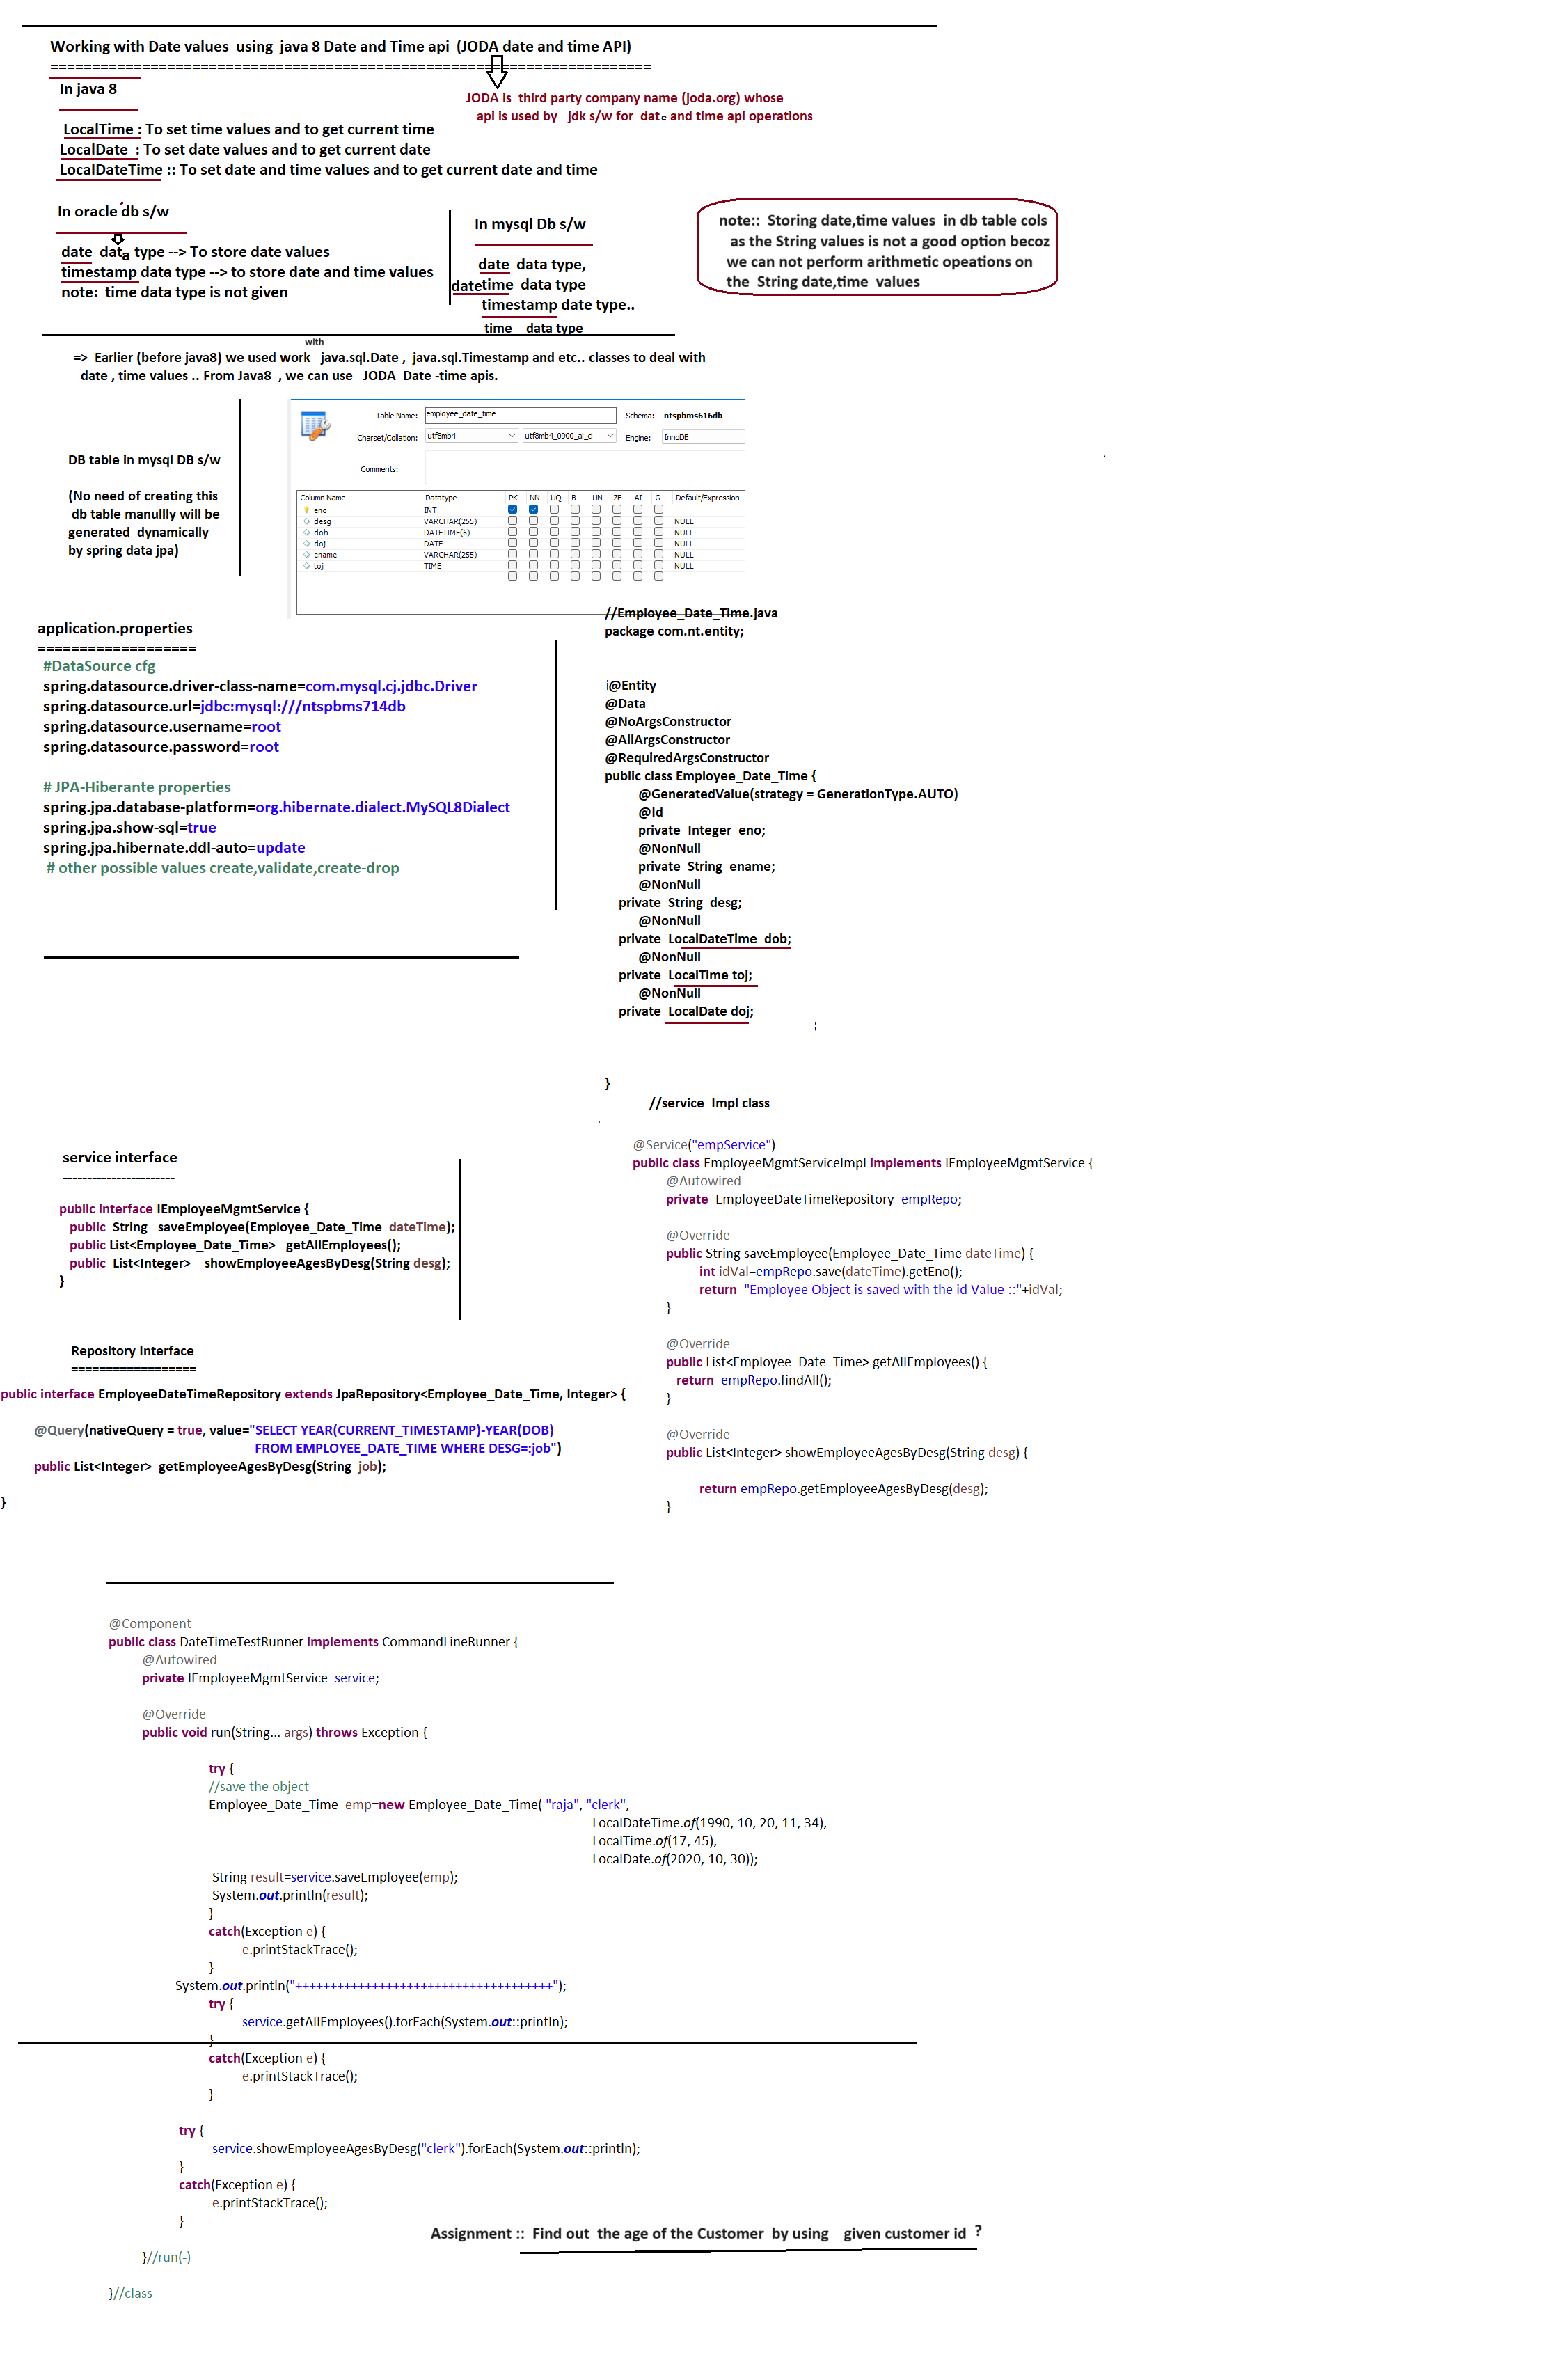 Working with Date values using java 8 Date and Time api (JODA date and time API)
========================================================================
In java 8
JODA is third party company name (joda.org) whose
api is used by jdk s/w for date and time api operations
LocalTime : To set time values and to get current time
LocalDate : To set date values and to get current date
LocalDateTime :: To set date and time values and to get current date and time
In oracle db s/w
date data type --> To store date values
timestamp data type --> to store date and time values
note: time data type is not given
In mysql Db s/w
date data type,
datetime data type
timestamp date type..
time data type
note:: Storing date,time values in db table cols
as the String values is not a good option becoz
we can not perform arithmetic opeations on
the String date,time values
with
=> Earlier (before java8) we used work java.sql.Date , java.sql.Timestamp and etc.. classes to deal with
date , time values .. From Java8 , we can use JODA Date -time apis.
DB table in mysql DB s/w
(No need of creating this
db table manullly will be
generated dynamically
by spring data jpa)
Table Name: employee_date_time Schema: ntspbms616db
Charset/Collation: utf8mb4 utf8mb4_0900_ai_ci Engine: InnoDB
Comments:
Column Name Datatype PK NN UQ B UN ZF AI G Default/Expression
eno INT
desg VARCHAR(255) NULL
dob DATETIME(6) NULL
doj DATE NULL
ename VARCHAR(255) NULL
toj TIME NULL
application.properties
===================
#DataSource cfg
spring.datasource.driver-class-name=com.mysql.cj.jdbc.Driver
spring.datasource.url=jdbc:mysql:///ntspbms714db
spring.datasource.username=root
spring.datasource.password=root
# JPA-Hiberante properties
spring.jpa.database-platform=org.hibernate.dialect.MySQL8Dialect
spring.jpa.show-sql=true
spring.jpa.hibernate.ddl-auto=update
# other possible values create,validate,create-drop
//Employee_Date_Time.java
package com.nt.entity;
@Entity
@Data
@NoArgsConstructor
@AllArgsConstructor
@RequiredArgsConstructor
public class Employee_Date_Time {
@GeneratedValue(strategy = GenerationType.AUTO)
@Id
private Integer eno;
@NonNull
private String ename;
@NonNull
private String desg;
@NonNull
private LocalDateTime dob;
@NonNull
private LocalTime toj;
@NonNull
private LocalDate doj;
;
}
service interface
-----------------------
public interface IEmployeeMgmtService {
public String saveEmployee(Employee_Date_Time dateTime);
public List<Employee_Date_Time> getAllEmployees();
public List<Integer> showEmployeeAgesByDesg(String desg);
}
Repository Interface
==================
public interface EmployeeDateTimeRepository extends JpaRepository<Employee_Date_Time, Integer> {
@Query(nativeQuery = true, value="SELECT YEAR(CURRENT_TIMESTAMP)-YEAR(DOB)
FROM EMPLOYEE_DATE_TIME WHERE DESG=:job")
public List<Integer> getEmployeeAgesByDesg(String job);
}
//service Impl class
@Service("empService")
public class EmployeeMgmtServiceImpl implements IEmployeeMgmtService {
@Autowired
private EmployeeDateTimeRepository empRepo;
@Override
public String saveEmployee(Employee_Date_Time dateTime) {
int idVal=empRepo.save(dateTime).getEno();
return "Employee Object is saved with the id Value ::"+idVal;
}
@Override
public List<Employee_Date_Time> getAllEmployees() {
return empRepo.findAll();
}
@Override
public List<Integer> showEmployeeAgesByDesg(String desg) {
return empRepo.getEmployeeAgesByDesg(desg);
}
@Component
public class DateTimeTestRunner implements CommandLineRunner {
@Autowired
private IEmployeeMgmtService service;
@Override
public void run(String... args) throws Exception {
try {
//save the object
Employee_Date_Time emp=new Employee_Date_Time( "raja", "clerk",
LocalDateTime.of(1990, 10, 20, 11, 34),
LocalTime.of(17, 45),
LocalDate.of(2020, 10, 30));
String result=service.saveEmployee(emp);
System.out.println(result);
}
catch(Exception e) {
e.printStackTrace();
}
System.out.println("+++++++++++++++++++++++++++++++++++++");
try {
service.getAllEmployees().forEach(System.out::println);
}
catch(Exception e) {
e.printStackTrace();
}
try {
service.showEmployeeAgesByDesg("clerk").forEach(System.out::println);
}
catch(Exception e) {
e.printStackTrace();
}
Assignment :: Find out the age of the Customer by using given customer id ?
}//run(-)
}//class